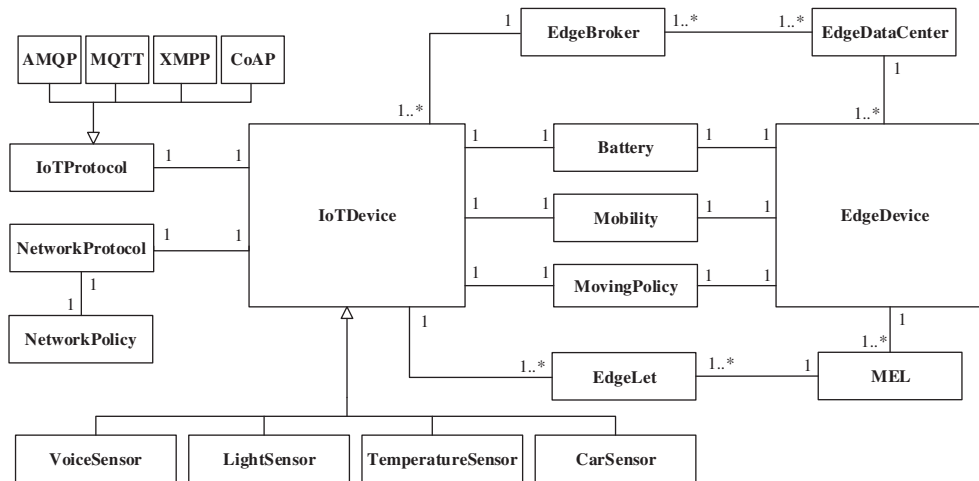 1 EdgeBroker 1..* 1..* EdgeDataCenter
AMQP MQTT XMPP CoAP
1
1..* 1..*
IoTProtocol 1 1 IoTDevice 1 1 Battery 1 1 EdgeDevice
1 1 Mobility 1 1
NetworkProtocol 1 1
1 1 MovingPolicy 1 1
1
1
NetworkPolicy
1 1
1..* EdgeLet 1..* 1 1..* MEL
VoiceSensor LightSensor TemperatureSensor CarSensor